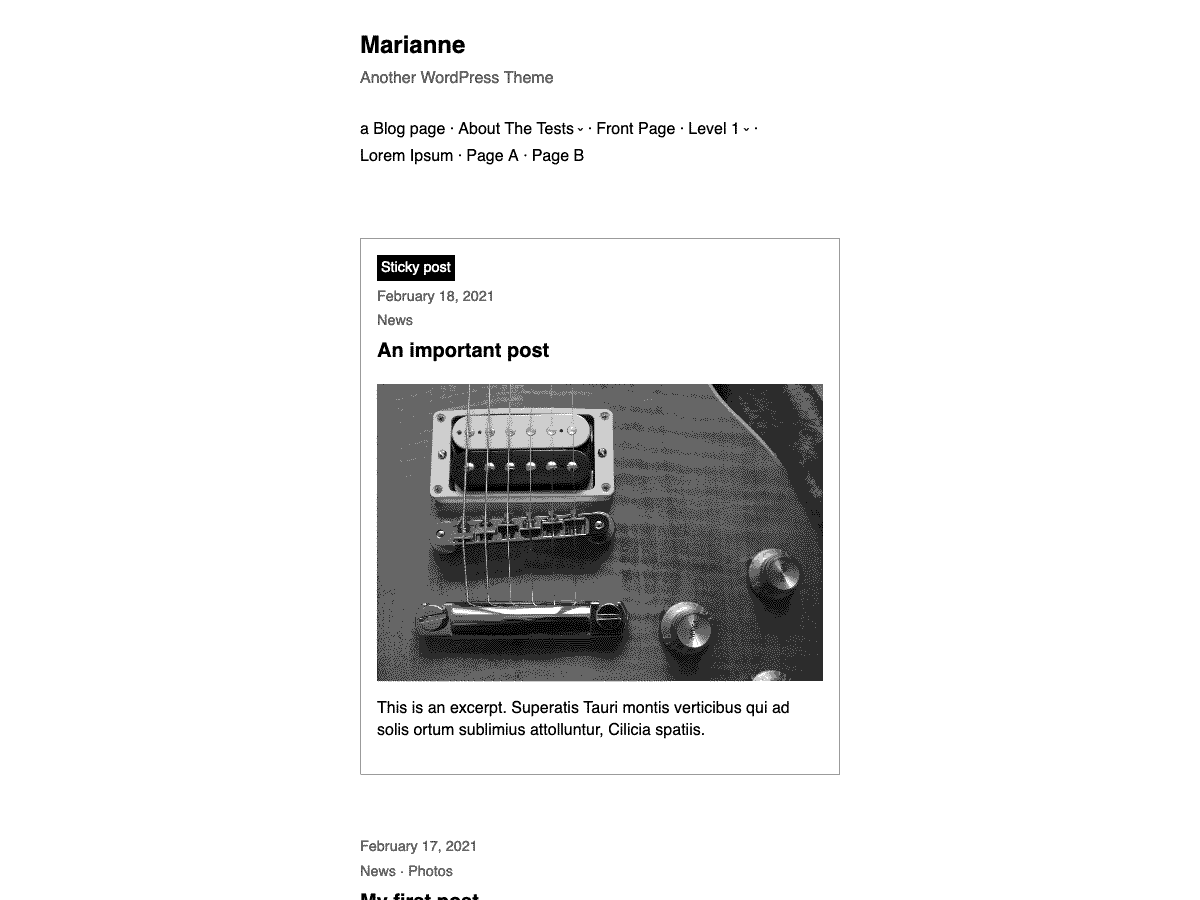 Marianne
Another WordPress Theme
a Blog page · About The Tests ⌄ · Front Page · Level 1 ⌄ ·
Lorem Ipsum · Page A · Page B
Sticky post
February 18, 2021
News
An important post
This is an excerpt. Superatis Tauri montis verticibus qui ad
solis ortum sublimius attolluntur, Cilicia spatiis.
February 17, 2021
News · Photos
My first post